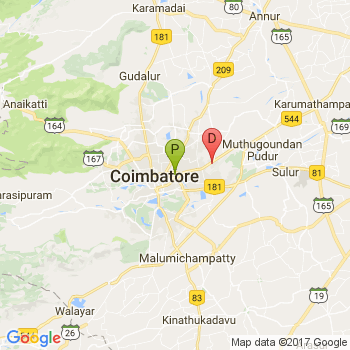 Karamadai
Annur
181
165
209
Gudalur
Anaikatti
Karumathampa
544
164
P
D
167
Muthugoundan
Pudur
Coimbatore
Sulur
81
181
arasipuram
165
Malumichampatty
83
19
Walayar
26
Kinathukadavu
Google
Map data ©2017 Google